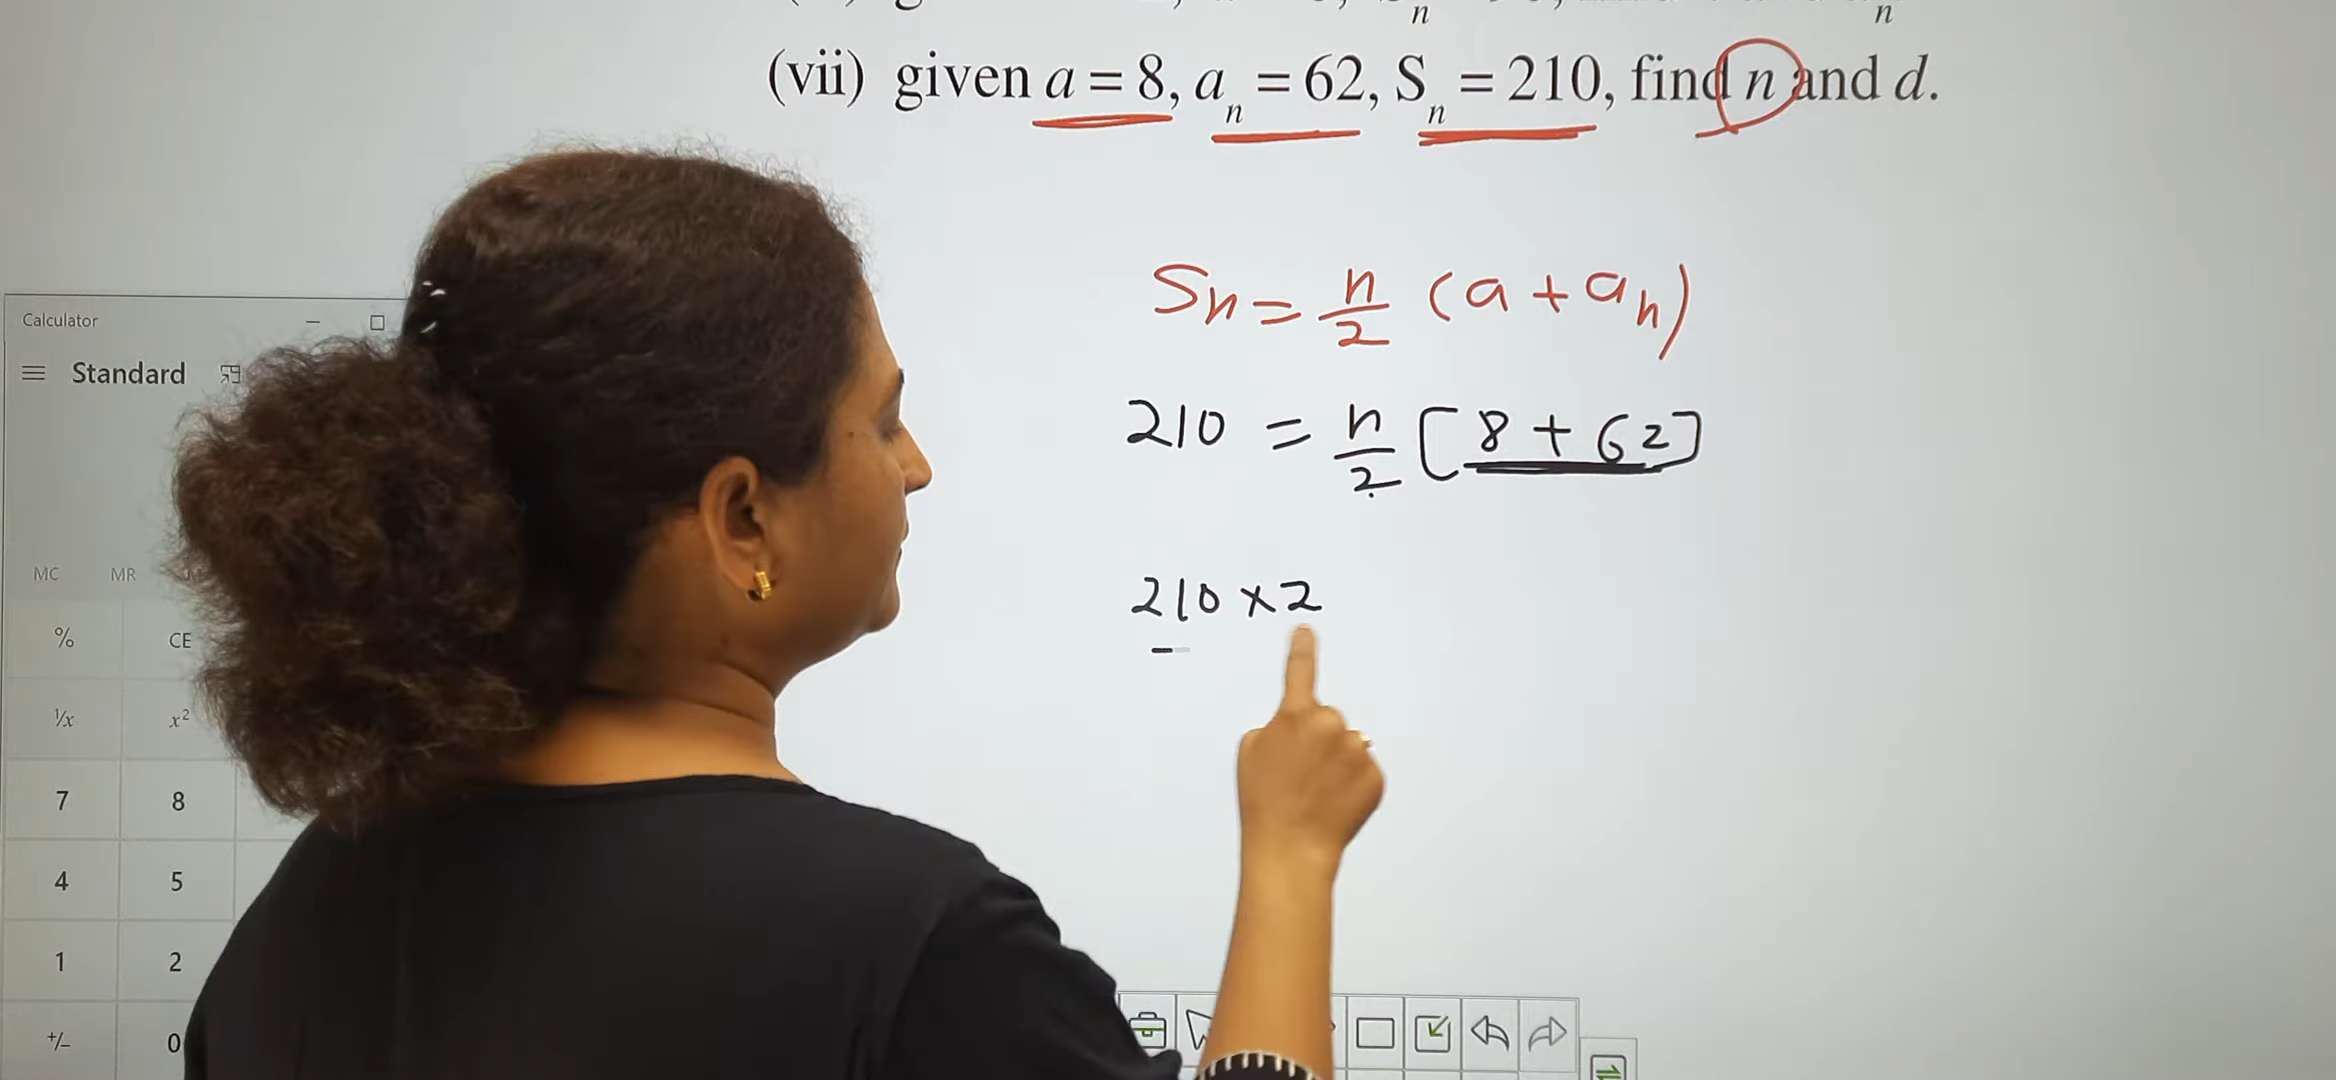 n n
(vii) given a = 8, aₙ = 62, Sₙ = 210, find n and d.
Sn = n/2 (a + an)
210 = n/2 [8 + 62]
210 × 2
Calculator
Standard
MC MR
% CE
¹/x x²
7 8
4 5
1 2
+/− 0